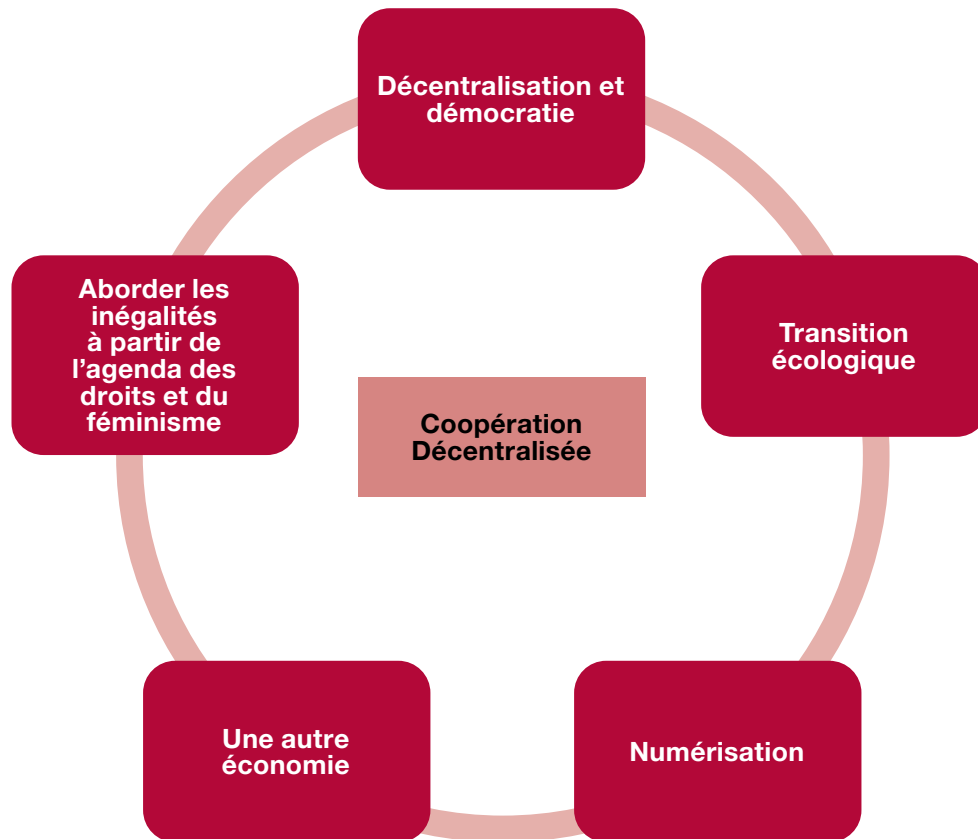 Décentralisation et
démocratie
Transition
écologique
Numérisation
Une autre
économie
Aborder les
inégalités
à partir de
l’agenda des
droits et du
féminisme
Coopération
Décentralisée